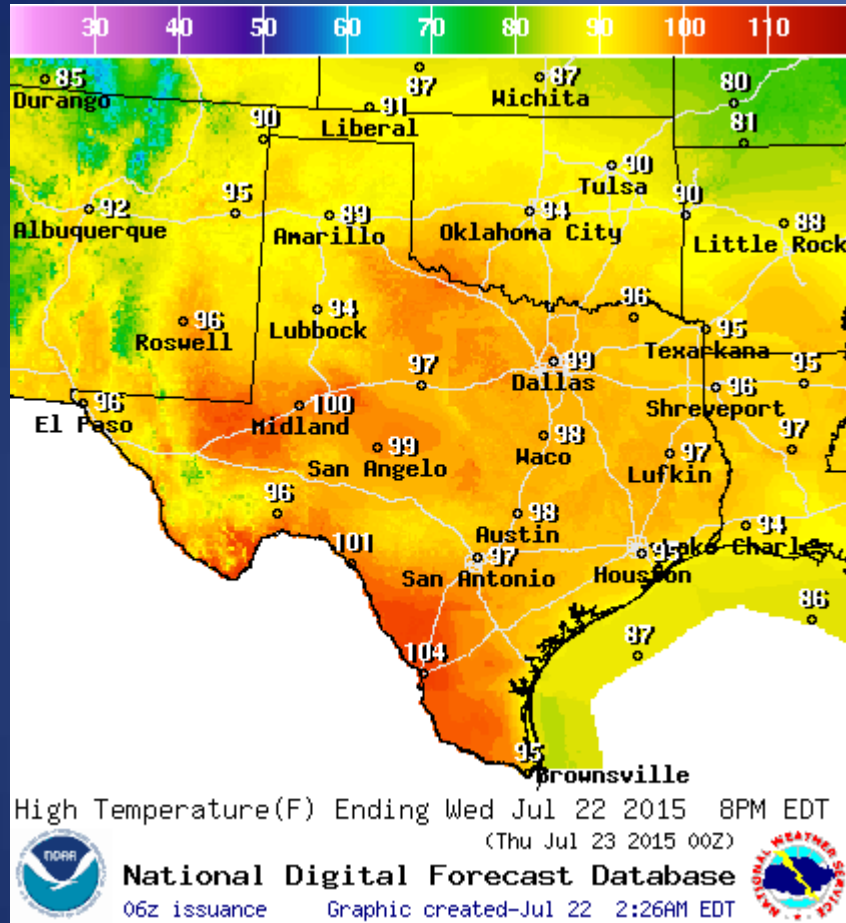 30 40 50 60 70 80 90 100 110
85
Durango
87
87
Wichita
91
Liberal
80
81
90
90
Tulsa
92
Albuquerque
95
89
Amarillo
94
Oklahoma City
90
88
Little Rock
96
Roswell
94
Lubbock
96
95
Texarkana
97
99
Dallas
96
Shreveport
95
96
El Paso
100
Midland
99
San Angelo
98
Waco
97
Lufkin
97
96
98
Austin
94
Lake Charles
101
97
San Antonio
95
Houston
86
87
104
95
Brownsville
High Temperature(F) Ending Wed Jul 22 2015 8PM EDT
(Thu Jul 23 2015 00Z)
NOAA
National Digital Forecast Database
06z issuance Graphic created-Jul 22 2:26AM EDT
NATIONAL WEATHER SERVICE